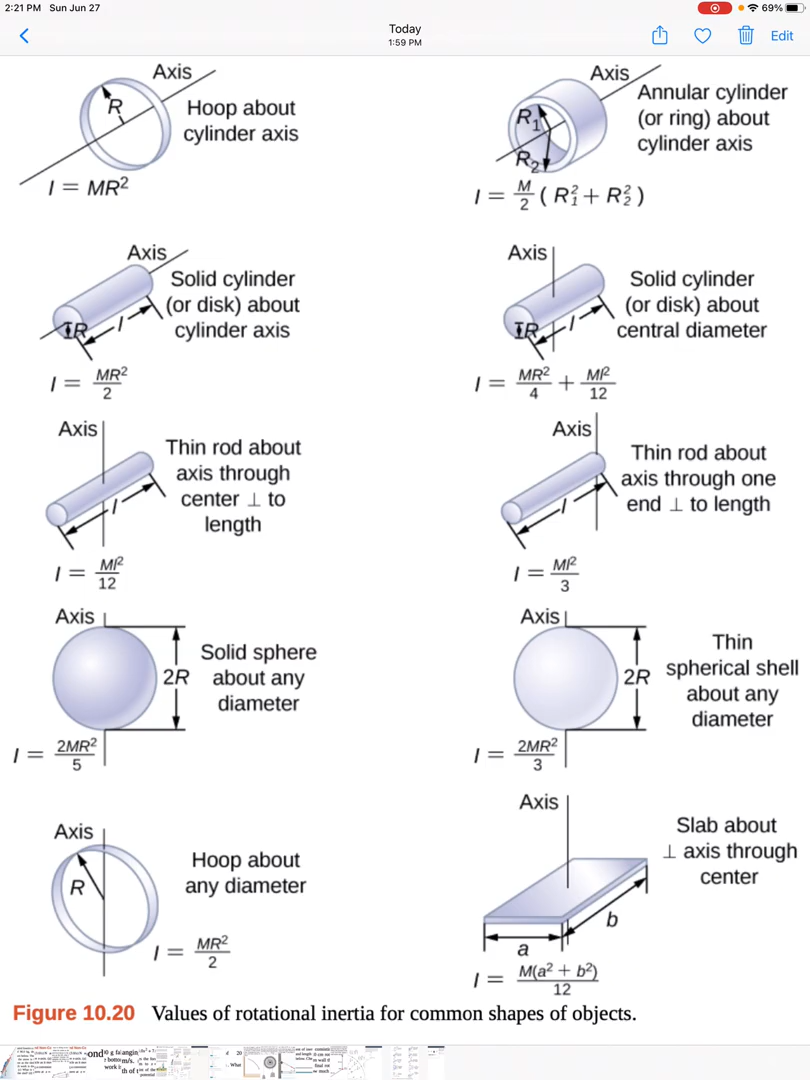 2:21 PM Sun Jun 27
69%
Today
1:59 PM
Edit
Axis
R
Hoop about
cylinder axis
I = MR²
Axis
R₁
R₂
Annular cylinder
(or ring) about
cylinder axis
I = M/2 ( R₁² + R₂² )
Axis
R
l
Solid cylinder
(or disk) about
cylinder axis
I = MR²/2
Axis
R
l
Solid cylinder
(or disk) about
central diameter
I = MR²/4 + Ml²/12
Axis
l
Thin rod about
axis through
center ⊥ to
length
I = Ml²/12
Axis
l
Thin rod about
axis through one
end ⊥ to length
I = Ml²/3
Axis
2R
Solid sphere
about any
diameter
I = 2MR²/5
Axis
2R
Thin
spherical shell
about any
diameter
I = 2MR²/3
Axis
R
Hoop about
any diameter
I = MR²/2
Axis
Slab about
⊥ axis through
center
b
a
I = M(a² + b²)/12
Figure 10.20 Values of rotational inertia for common shapes of objects.